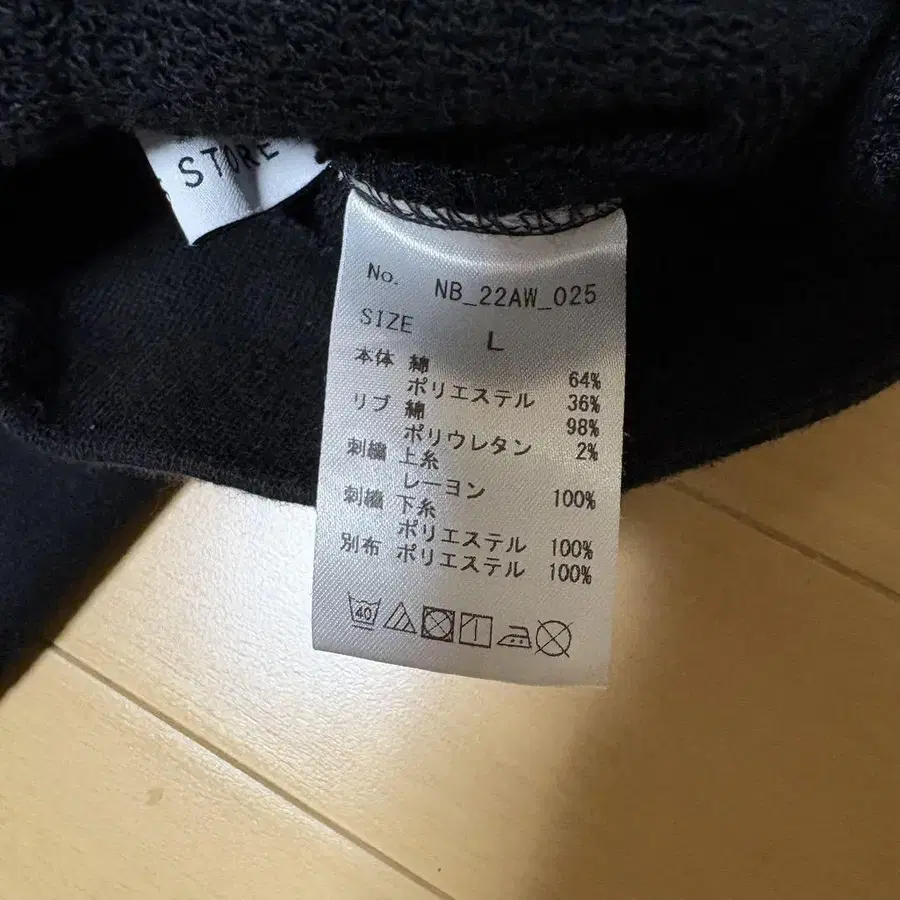 STORE
No. NB_22AW_025
SIZE L
本体 綿 64%
ポリエステル 36%
リブ 綿 98%
ポリウレタン 2%
刺繍 上糸
レーヨン 100%
刺繍 下糸
ポリエステル 100%
別布 ポリエステル 100%
40